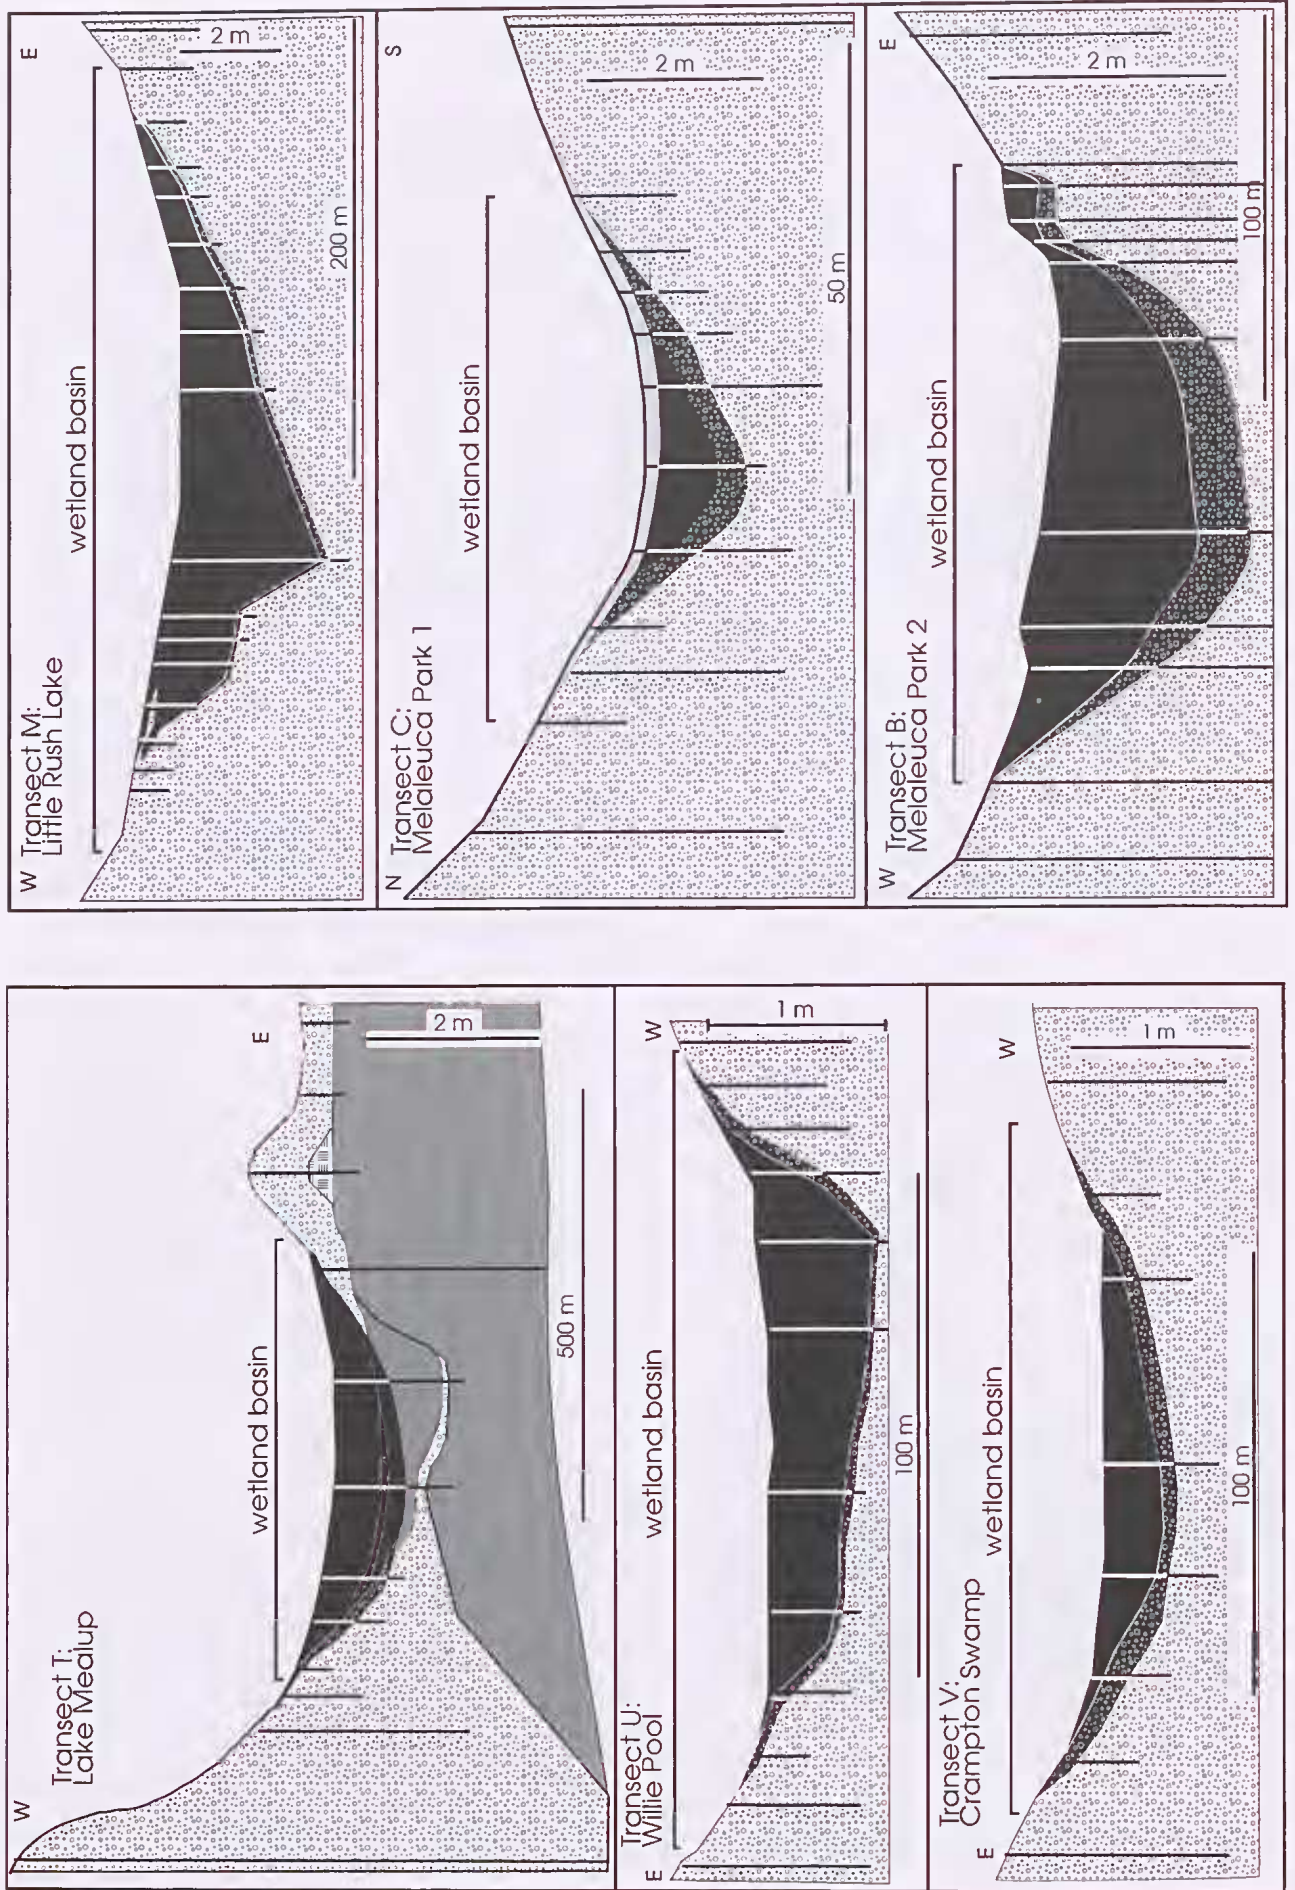 W
Transect M:
Little Rush Lake
E
wetland basin
2 m
200 m
N
Transect C:
Melaleuca Park 1
S
wetland basin
2 m
50 m
W
Transect B:
Melaleuca Park 2
E
wetland basin
2 m
100 m
W
Transect T:
Lake Mealup
E
wetland basin
2 m
500 m
E
Transect U:
Willie Pool
W
wetland basin
1 m
100 m
E
Transect V:
Crampton Swamp
W
wetland basin
1 m
100 m